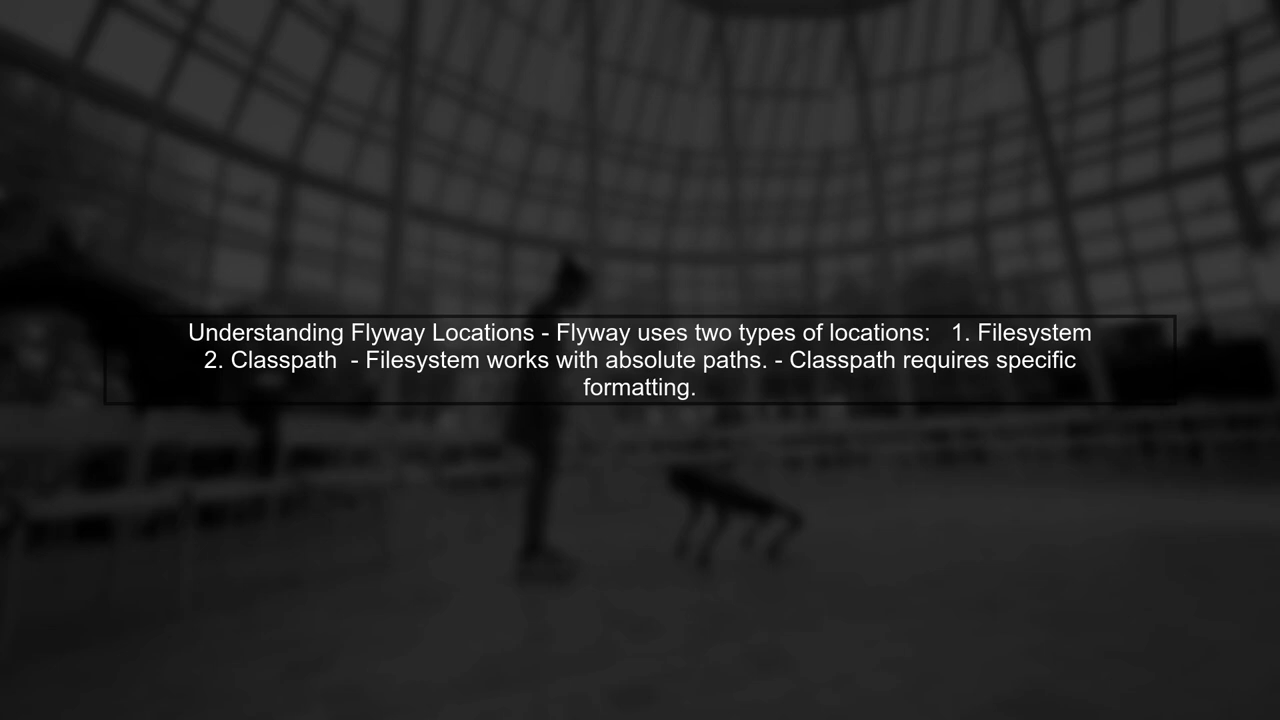 Understanding Flyway Locations - Flyway uses two types of locations:   1. Filesystem
2. Classpath  - Filesystem works with absolute paths. - Classpath requires specific
formatting.